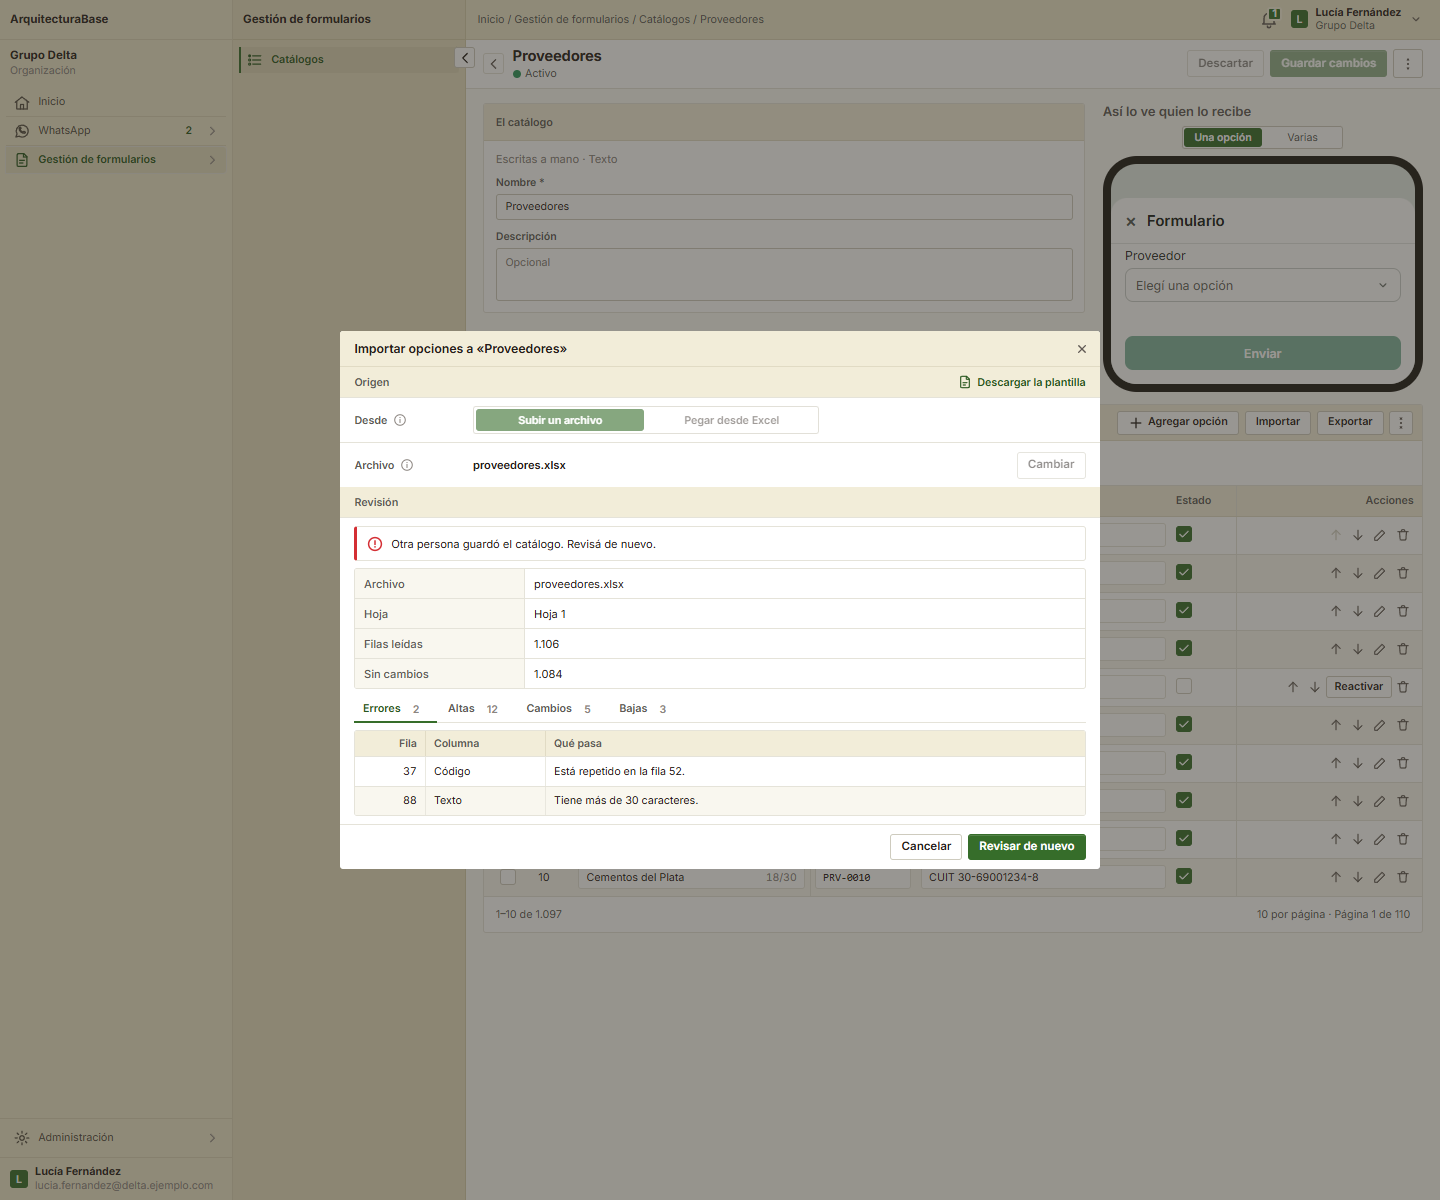 ArquitecturaBase
Grupo Delta
Organización
Inicio
WhatsApp 2
Gestión de formularios
Administración
L Lucía Fernández
lucia.fernandez@delta.ejemplo.com
Gestión de formularios
Catálogos
Inicio / Gestión de formularios / Catálogos / Proveedores
1
L Lucía Fernández
Grupo Delta
Proveedores
Activo
Descartar Guardar cambios
El catálogo
Escritas a mano · Texto
Nombre *
Proveedores
Descripción
Opcional
Así lo ve quien lo recibe
Una opción Varias
Formulario
Proveedor
Elegí una opción
Enviar
Agregar opción Importar Exportar
Estado Acciones
Reactivar
Importar opciones a «Proveedores»
Origen Descargar la plantilla
Desde Subir un archivo Pegar desde Excel
Archivo proveedores.xlsx Cambiar
Revisión
Otra persona guardó el catálogo. Revisá de nuevo.
Archivo proveedores.xlsx
Hoja Hoja 1
Filas leídas 1.106
Sin cambios 1.084
Errores 2 Altas 12 Cambios 5 Bajas 3
Fila Columna Qué pasa
37 Código Está repetido en la fila 52.
88 Texto Tiene más de 30 caracteres.
Cancelar Revisar de nuevo
10 Cementos del Plata 18/30 PRV-0010 CUIT 30-69001234-8
1–10 de 1.097 10 por página · Página 1 de 110